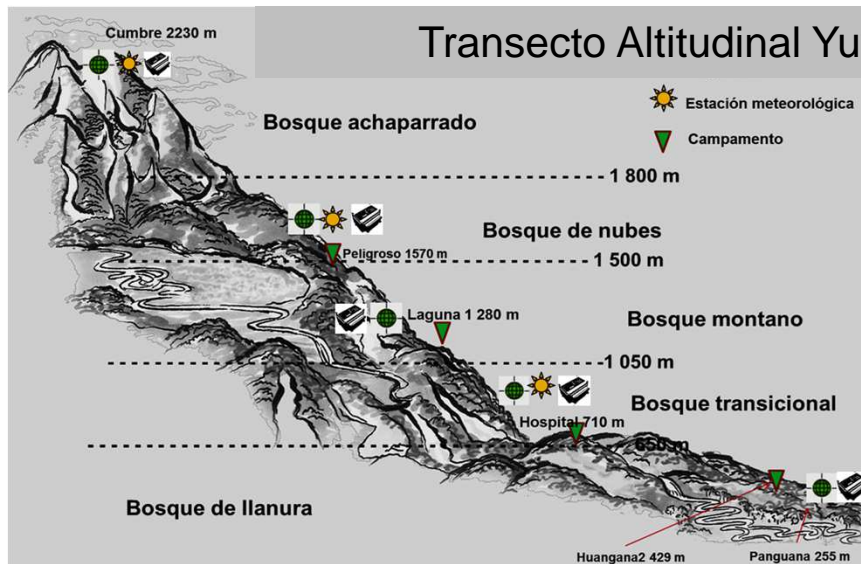 Transecto Altitudinal Yu
Cumbre 2230 m
Estación meteorológica
Bosque achaparrado
Campamento
1 800 m
Bosque de nubes
Peligroso 1570 m
1 500 m
Laguna 1 280 m
Bosque montano
1 050 m
Bosque transicional
Hospital 710 m
650 m
Bosque de llanura
Huangana2 429 m
Panguana 255 m